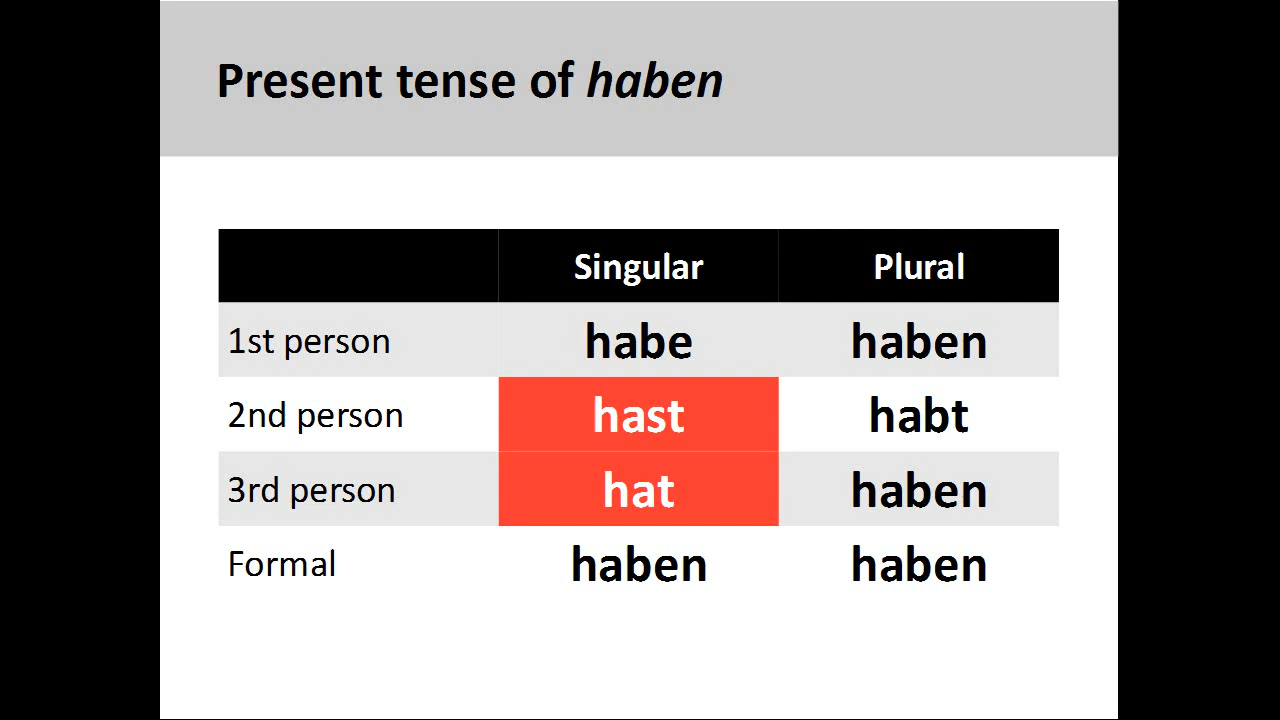 Present tense of haben
Singular Plural
1st person habe haben
2nd person hast habt
3rd person hat haben
Formal haben haben